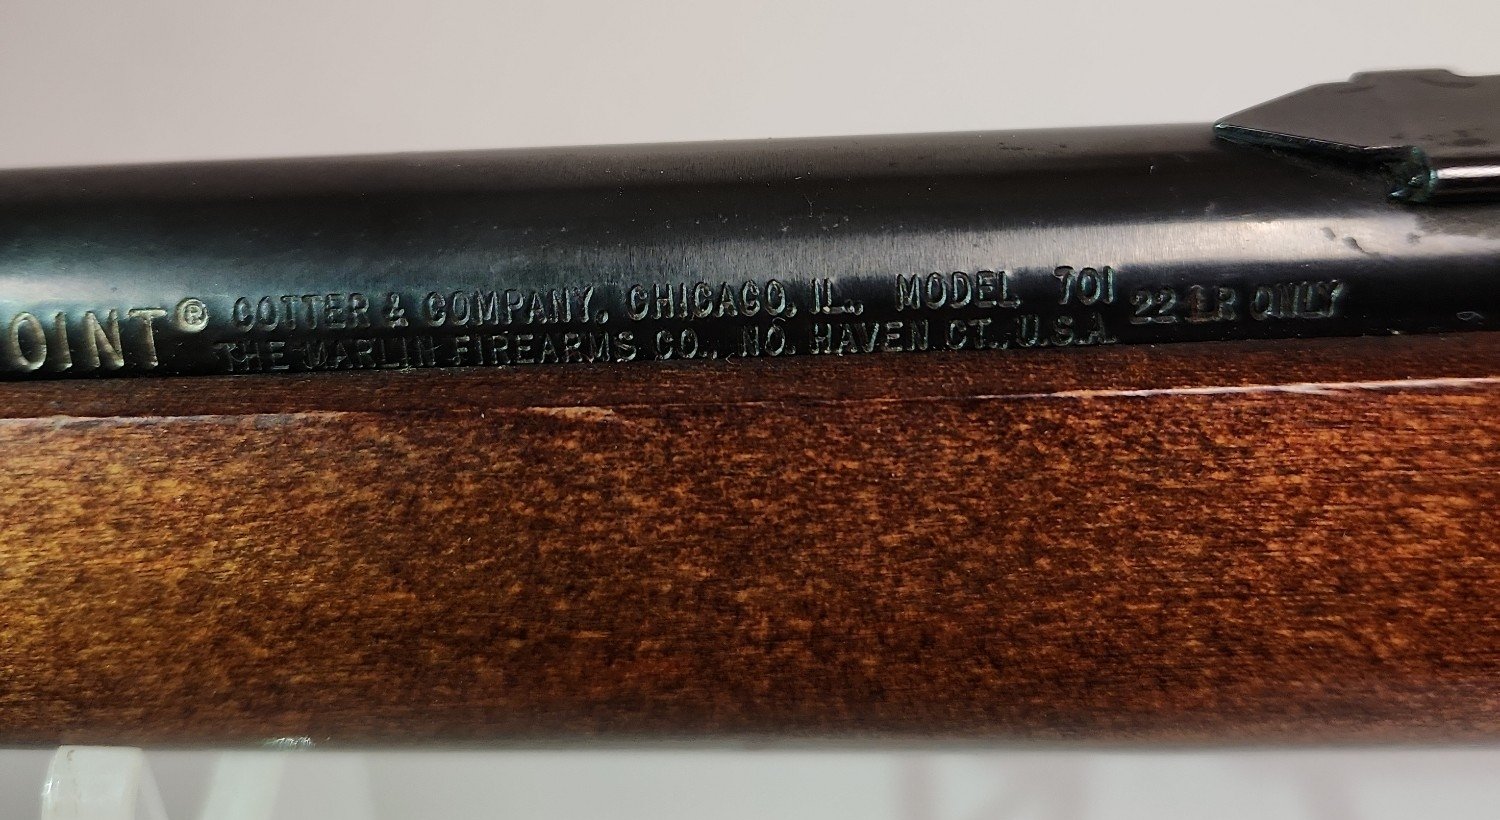 OINT® COTTER & COMPANY, CHICAGO, IL., MODEL 701 22 LR ONLY
THE MARLIN FIREARMS CO., NO. HAVEN CT., U.S.A.